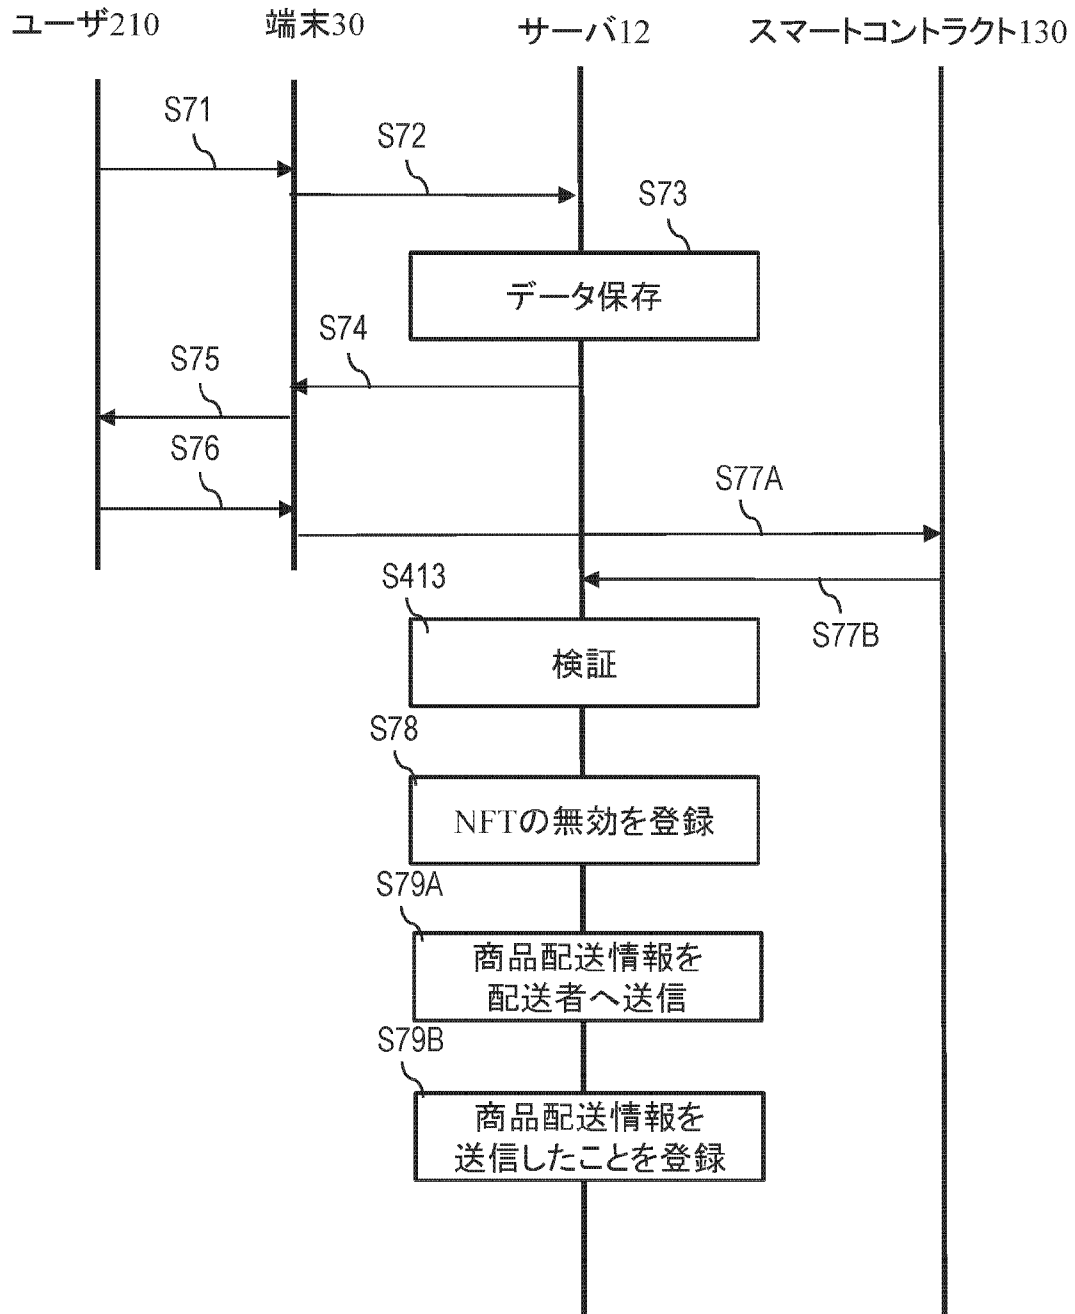 ユーザ210 端末30 サーバ12 スマートコントラクト130
S71
S72
S73
データ保存
S74
S75
S76
S77A
S413
S77B
検証
S78
NFTの無効を登録
S79A
商品配送情報を
配送者へ送信
S79B
商品配送情報を
送信したことを登録